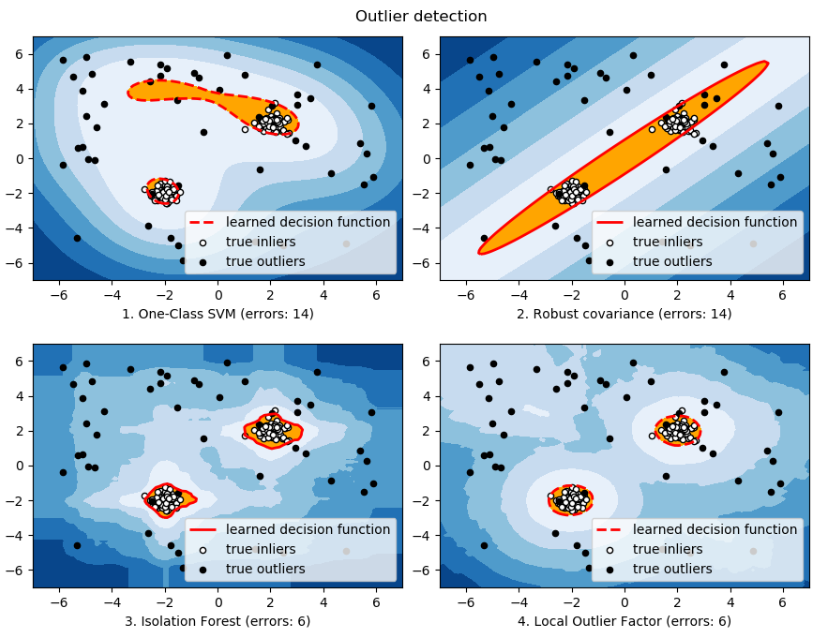 Outlier detection
6
4
2
0
−2
−4
−6
learned decision function
true inliers
true outliers
−6 −4 −2 0 2 4 6
1. One-Class SVM (errors: 14)
6
4
2
0
−2
−4
−6
learned decision function
true inliers
true outliers
−6 −4 −2 0 2 4 6
2. Robust covariance (errors: 14)
6
4
2
0
−2
−4
−6
learned decision function
true inliers
true outliers
−6 −4 −2 0 2 4 6
3. Isolation Forest (errors: 6)
6
4
2
0
−2
−4
−6
learned decision function
true inliers
true outliers
−6 −4 −2 0 2 4 6
4. Local Outlier Factor (errors: 6)